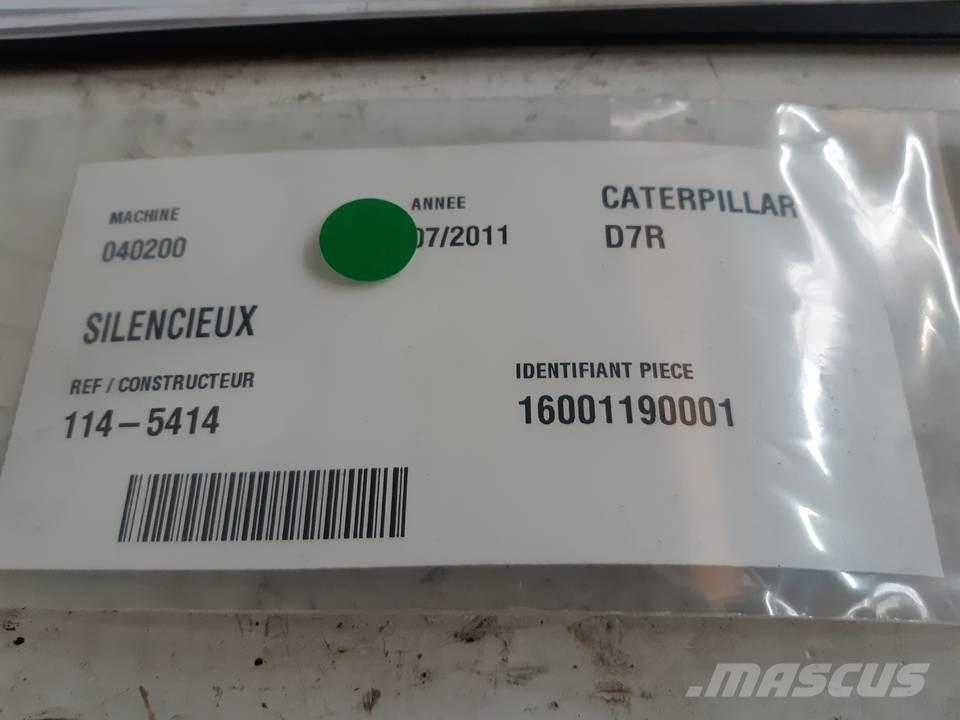 MACHINE
040200
ANNEE
07/2011
CATERPILLAR
D7R
SILENCIEUX
REF / CONSTRUCTEUR
114-5414
IDENTIFIANT PIECE
16001190001
MASCUS